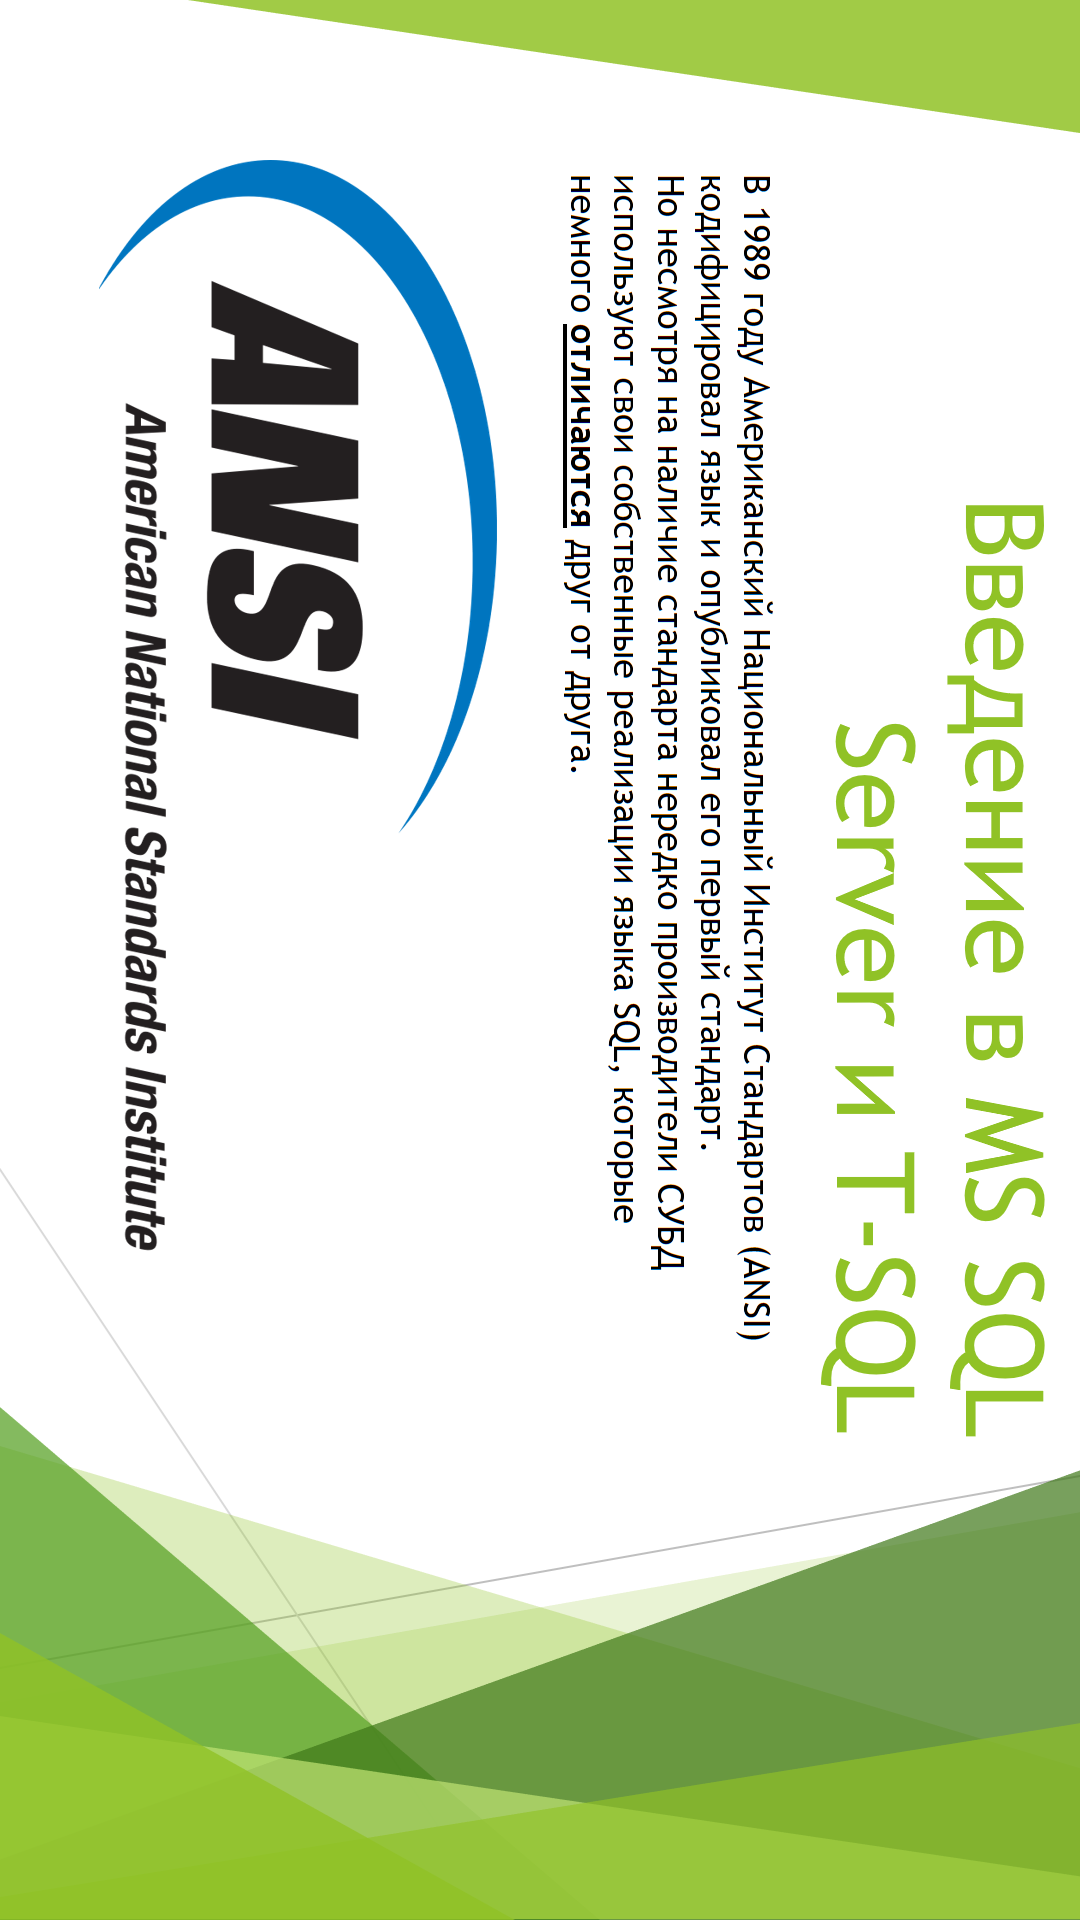 Введение в MS SQL
Server и T-SQL
В 1989 году Американский Национальный Институт Стандартов (ANSI)
кодифицировал язык и опубликовал его первый стандарт.
Но несмотря на наличие стандарта нередко производители СУБД
используют свои собственные реализации языка SQL, которые
немного отличаются друг от друга.
ANSI
American National Standards Institute